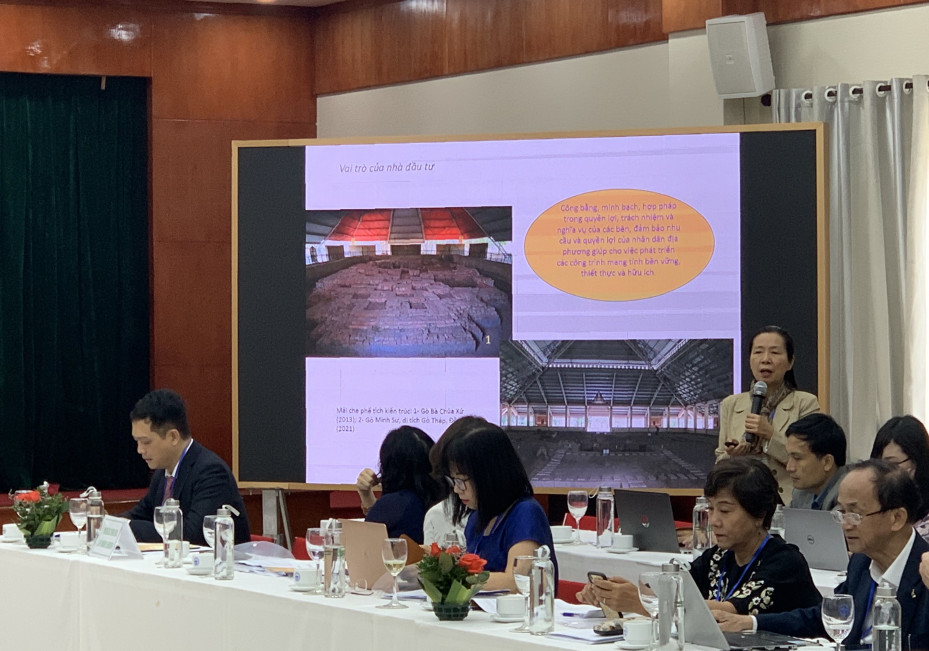 Vai trò của nhà đầu tư
Công bằng, minh bạch, hợp pháp
trong quyền lợi, trách nhiệm và
nghĩa vụ của các bên, đảm bảo nhu
cầu và quyền lợi của nhân dân địa
phương giúp cho việc phát triển
các công trình mang tính bền vững,
thiết thực và hữu ích.
1
Mái che phế tích kiến trúc: 1- Gò Bà Chúa Xứ
(2013); 2- Gò Minh Sư, di tích Gò Tháp,
(2021)
DELL